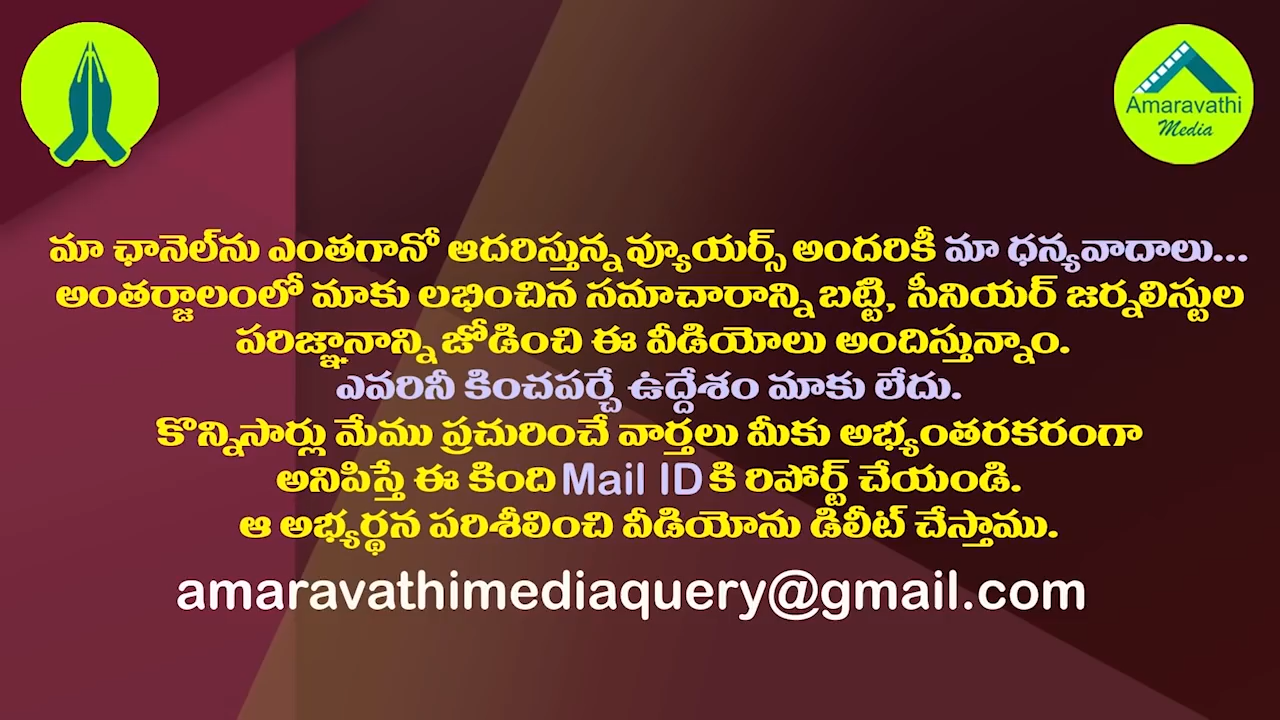 Amaravathi
Media
మా ఛానెల్‌ను ఎంతగానో ఆదరిస్తున్న వ్యూయర్స్ అందరికీ మా ధన్యవాదాలు...
అంతర్జాలంలో మాకు లభించిన సమాచారాన్ని బట్టి, సీనియర్ జర్నలిస్టుల
పరిజ్ఞానాన్ని జోడించి ఈ వీడియోలు అందిస్తున్నాం.
ఎవరినీ కించపర్చే ఉద్దేశం మాకు లేదు.
కొన్నిసార్లు మేము ప్రచురించే వార్తలు మీకు అభ్యంతరకరంగా
అనిపిస్తే ఈ కింది Mail ID కి రిపోర్ట్ చేయండి.
ఆ అభ్యర్థన పరిశీలించి వీడియోను డిలీట్ చేస్తాము.
amaravathimediaquery@gmail.com